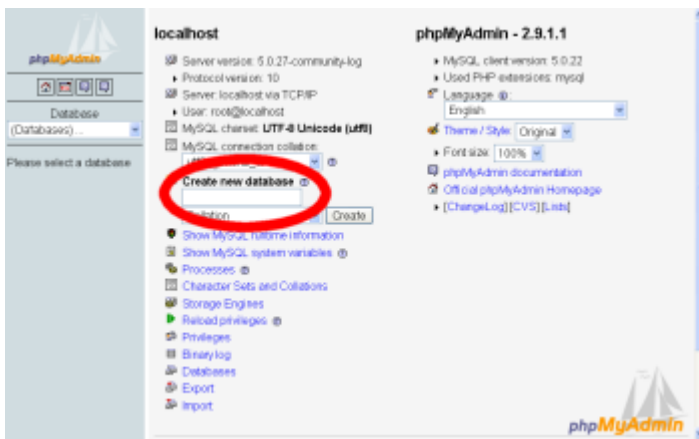 phpMyAdmin
Database
(Databases) ...
Please select a database
localhost
Server version: 5.0.27-community-log
Protocol version: 10
Server: localhost via TCP/IP
User: root@localhost
MySQL charset: UTF-8 Unicode (utf8)
MySQL connection collation:
Create new database
Collation
Create
Show MySQL runtime information
Show MySQL system variables
Processes
Character Sets and Collations
Storage Engines
Reload privileges
Privileges
Binary log
Databases
Export
Import
phpMyAdmin - 2.9.1.1
MySQL client version: 5.0.22
Used PHP extensions: mysql
Language
English
Theme / Style: Original
Font size: 100%
phpMyAdmin documentation
Official phpMyAdmin Homepage
[ChangeLog] [CVS] [Lists]
phpMyAdmin